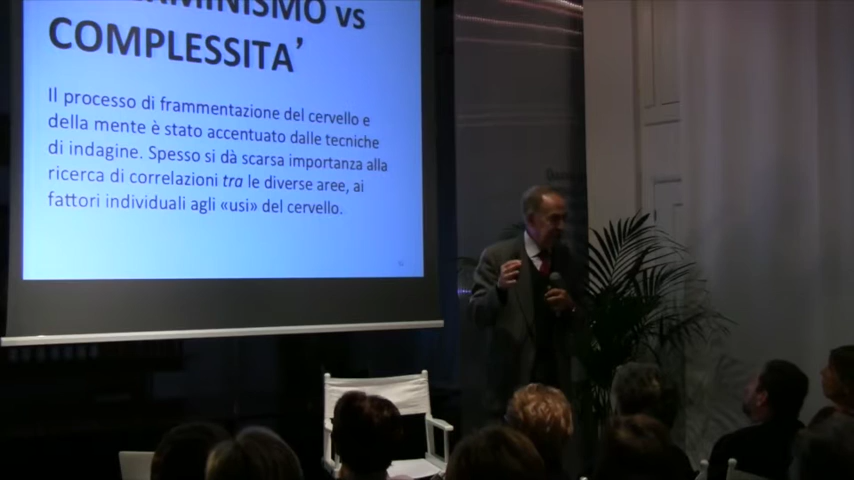 vs
COMPLESSITA'
Il processo di frammentazione del cervello e
della mente è stato accentuato dalle tecniche
di indagine. Spesso si dà scarsa importanza alla
ricerca di correlazioni tra le diverse aree, ai
fattori individuali agli «usi» del cervello.